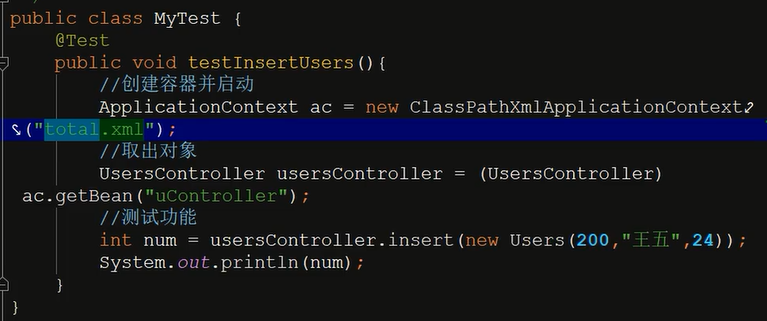 public class MyTest {
    @Test
    public void testInsertUsers(){
        //创建容器并启动
        ApplicationContext ac = new ClassPathXmlApplicationContext
("total.xml");
        //取出对象
        UsersController usersController = (UsersController)
 ac.getBean("uController");
        //测试功能
        int num = usersController.insert(new Users(200,"王五",24));
        System.out.println(num);
    }
}